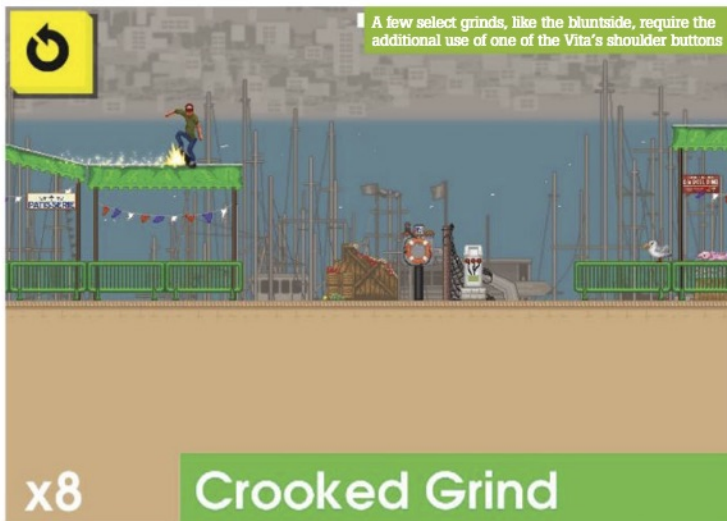 A few select grinds, like the bluntside, require the
additional use of one of the Vita's shoulder buttons
PATISSERIE
x8
Crooked Grind